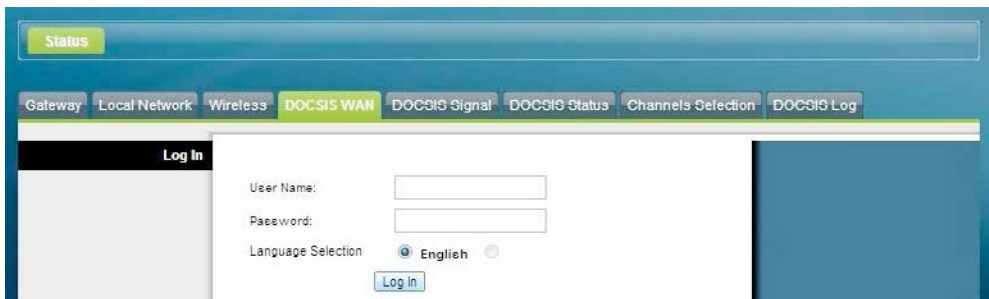 Status
Gateway Local Network Wireless DOCSIS WAN DOCSIS Signal DOCSIS Status Channels Selection DOCSIS Log
Log In
User Name:
Password:
Language Selection English
Log In